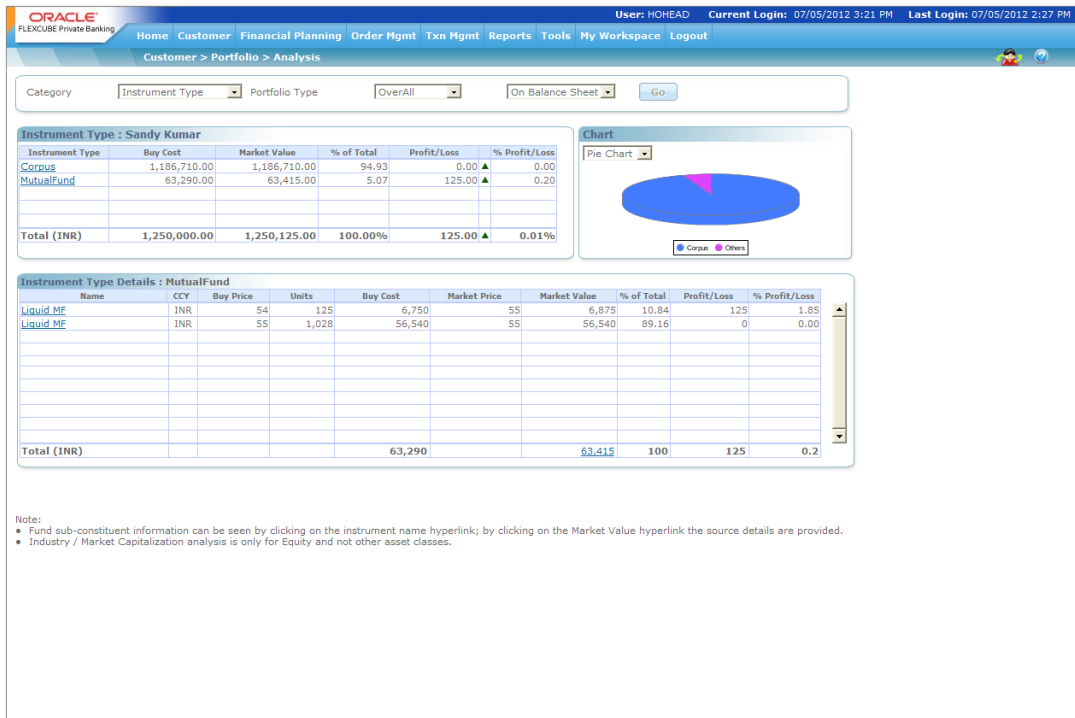 ORACLE
FLEXCUBE Private Banking
User: HOHEAD Current Login: 07/05/2012 3:21 PM Last Login: 07/05/2012 2:27 PM
Home Customer Financial Planning Order Mgmt Txn Mgmt Reports Tools My Workspace Logout
Customer > Portfolio > Analysis
Category Instrument Type Portfolio Type OverAll On Balance Sheet Go
Instrument Type : Sandy Kumar
Instrument Type Buy Cost Market Value % of Total Profit/Loss % Profit/Loss
Corpus 1,186,710.00 1,186,710.00 94.93 0.00 ▲ 0.00
MutualFund 63,290.00 63,415.00 5.07 125.00 ▲ 0.20
Total (INR) 1,250,000.00 1,250,125.00 100.00% 125.00 ▲ 0.01%
Chart
Pie Chart
Corpus Others
Instrument Type Details : MutualFund
Name CCY Buy Price Units Buy Cost Market Price Market Value % of Total Profit/Loss % Profit/Loss
Liquid MF INR 54 125 6,750 55 6,875 10.84 125 1.85
Liquid MF INR 55 1,028 56,540 55 56,540 89.16 0 0.00
Total (INR) 63,290 63,415 100 125 0.2
Note:
• Fund sub-constituent information can be seen by clicking on the instrument name hyperlink; by clicking on the Market Value hyperlink the source details are provided.
• Industry / Market Capitalization analysis is only for Equity and not other asset classes.